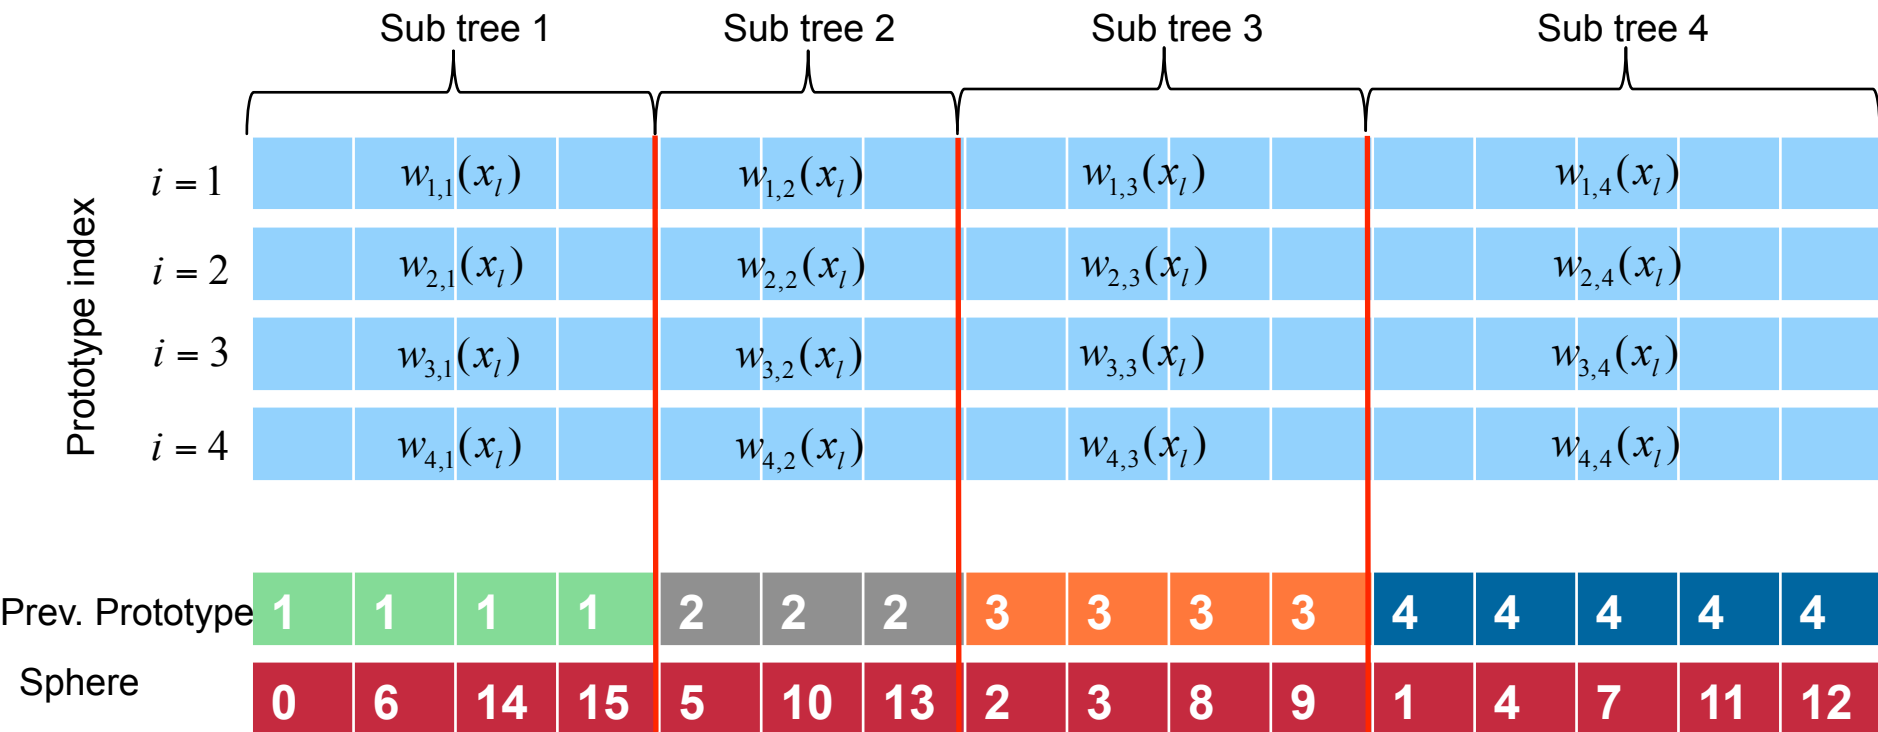 Sub tree 1 Sub tree 2 Sub tree 3 Sub tree 4
Prototype index
i = 1 w1,1(xl) w1,2(xl) w1,3(xl) w1,4(xl)
i = 2 w2,1(xl) w2,2(xl) w2,3(xl) w2,4(xl)
i = 3 w3,1(xl) w3,2(xl) w3,3(xl) w3,4(xl)
i = 4 w4,1(xl) w4,2(xl) w4,3(xl) w4,4(xl)
Prev. Prototype 1 1 1 1 2 2 2 3 3 3 3 4 4 4 4 4
Sphere 0 6 14 15 5 10 13 2 3 8 9 1 4 7 11 12